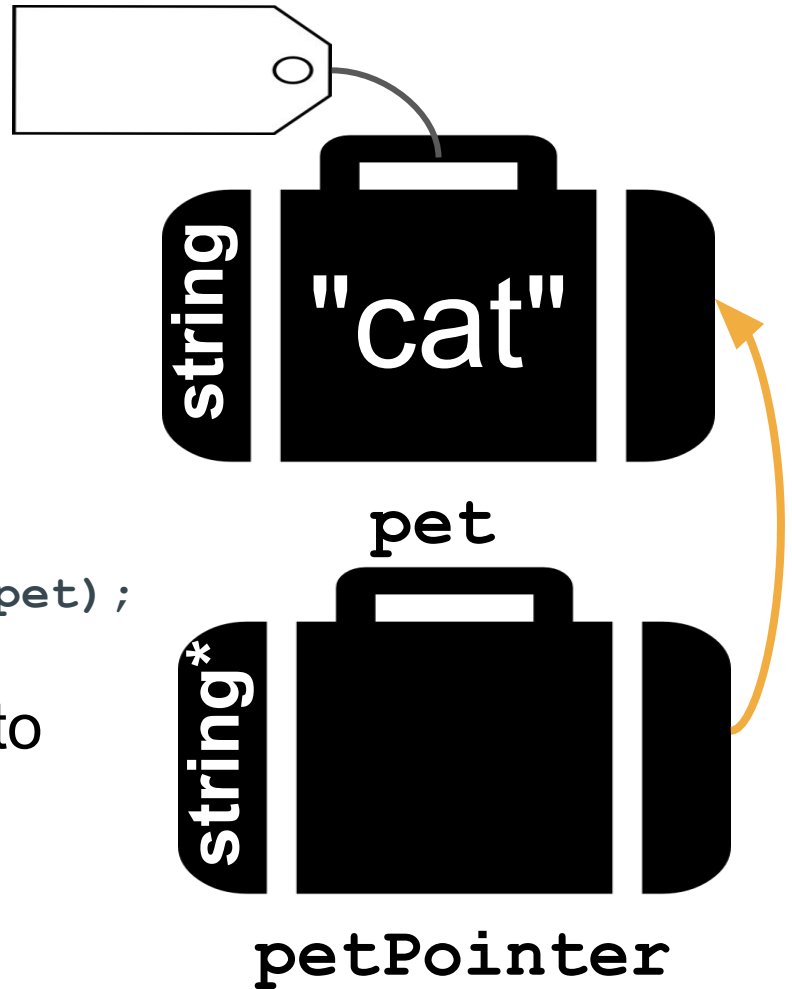 string
"cat"
pet
pet);
string*
to
petPointer